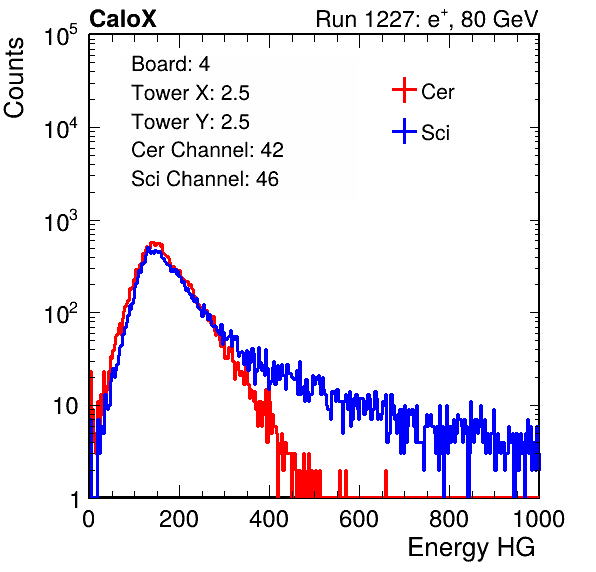 CaloX Run 1227: e⁺, 80 GeV
Counts
Board: 4
Tower X: 2.5
Tower Y: 2.5
Cer Channel: 42
Sci Channel: 46
Cer
Sci
10⁵
10⁴
10³
10²
10
1
0 200 400 600 800 1000
Energy HG